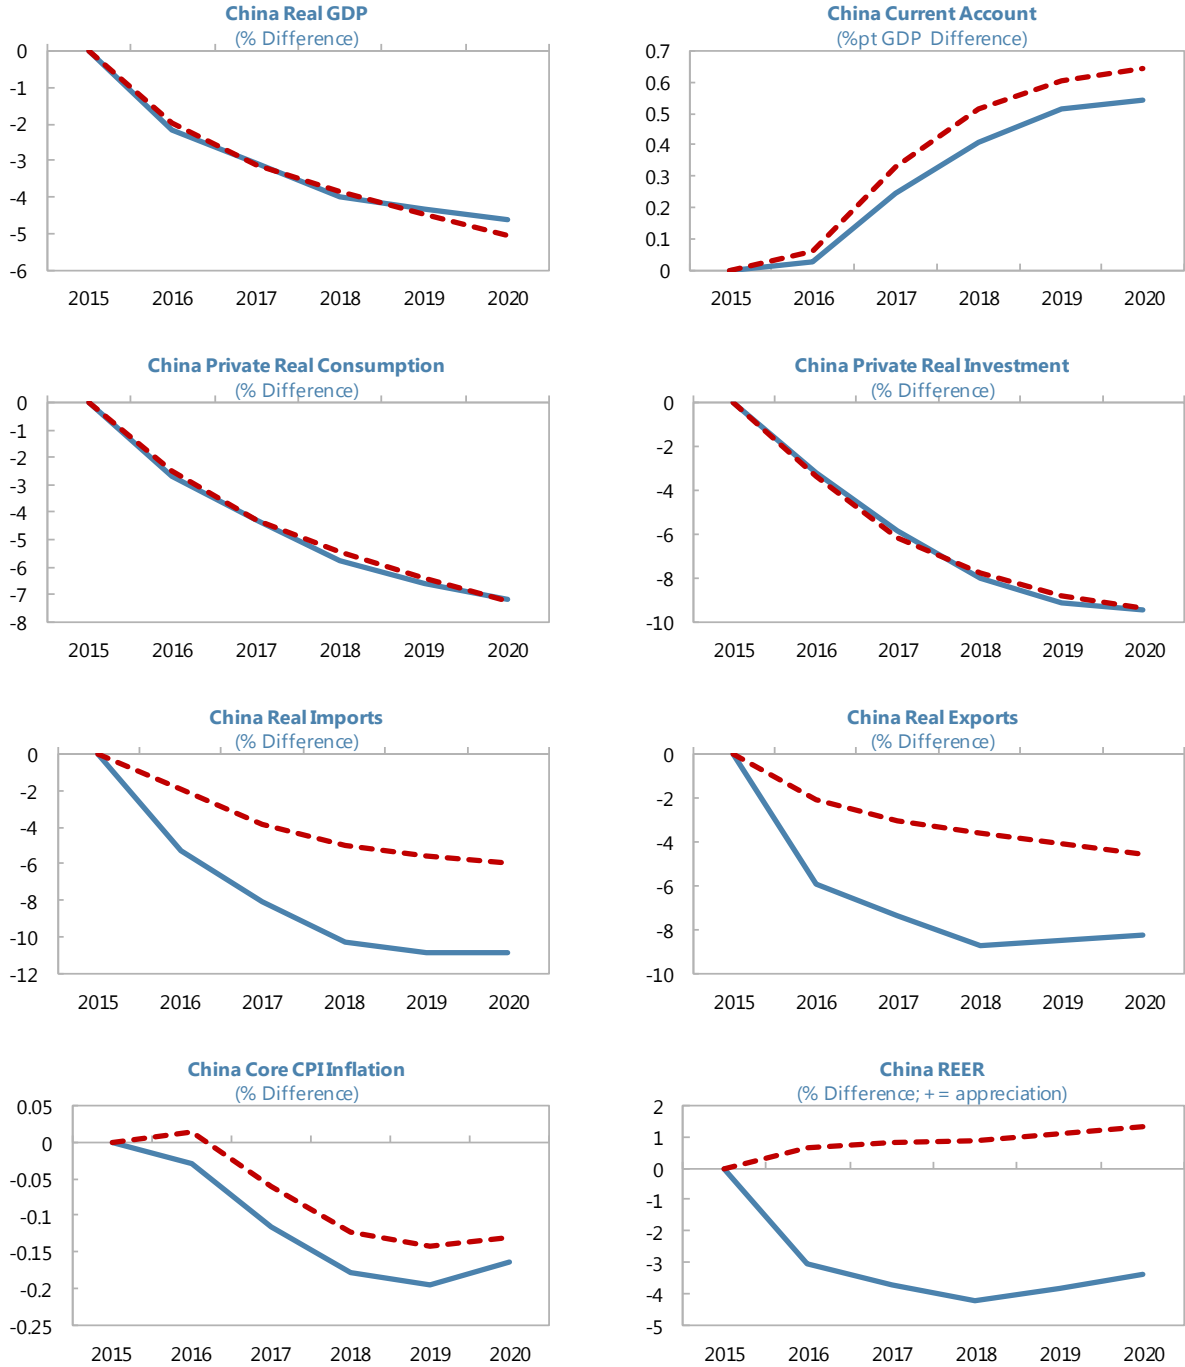 China Real GDP
(% Difference)
0
-1
-2
-3
-4
-5
-6
2015 2016 2017 2018 2019 2020
China Current Account
(%pt GDP Difference)
0.7
0.6
0.5
0.4
0.3
0.2
0.1
0
2015 2016 2017 2018 2019 2020
China Private Real Consumption
(% Difference)
0
-1
-2
-3
-4
-5
-6
-7
-8
2015 2016 2017 2018 2019 2020
China Private Real Investment
(% Difference)
0
-2
-4
-6
-8
-10
2015 2016 2017 2018 2019 2020
China Real Imports
(% Difference)
0
-2
-4
-6
-8
-10
-12
2015 2016 2017 2018 2019 2020
China Real Exports
(% Difference)
0
-2
-4
-6
-8
-10
2015 2016 2017 2018 2019 2020
China Core CPI Inflation
(% Difference)
0.05
0
-0.05
-0.1
-0.15
-0.2
-0.25
2015 2016 2017 2018 2019 2020
China REER
(% Difference; + = appreciation)
2
1
0
-1
-2
-3
-4
-5
2015 2016 2017 2018 2019 2020